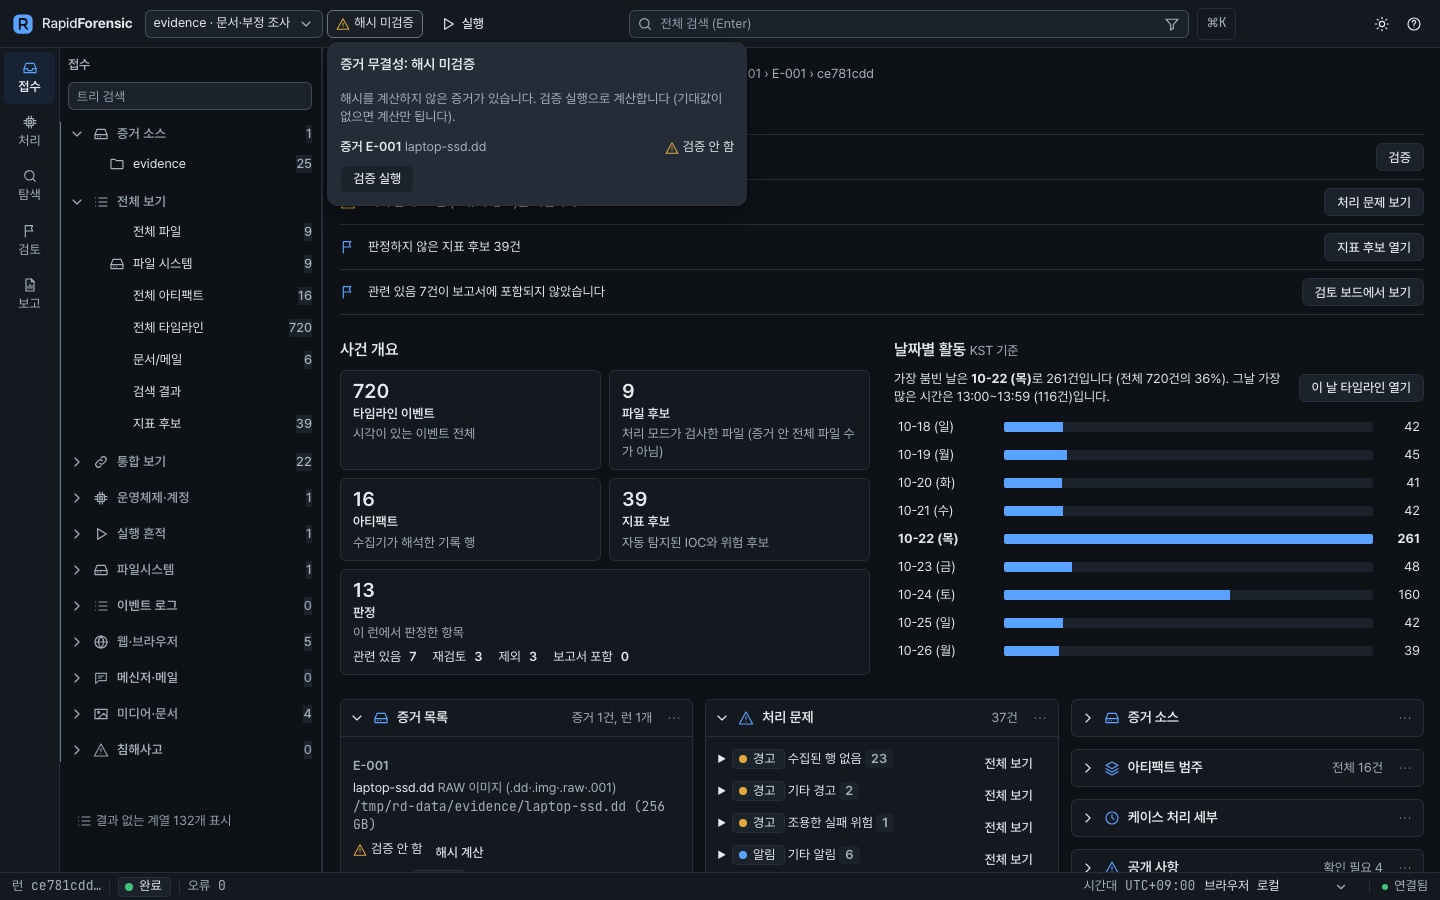 RapidForensic
evidence · 문서·부정 조사
해시 미검증
실행
전체 검색 (Enter)
⌘K
접수
처리
탐색
검토
보고
접수
트리 검색
증거 소스 1
evidence 25
전체 보기
전체 파일 9
파일 시스템 9
전체 아티팩트 16
전체 타임라인 720
문서/메일 6
검색 결과
지표 후보 39
통합 보기 22
운영체제·계정 1
실행 흔적 1
파일시스템 1
이벤트 로그 0
웹·브라우저 5
메신저·메일 0
미디어·문서 4
침해사고 0
결과 없는 계열 132개 표시
증거 무결성: 해시 미검증
해시를 계산하지 않은 증거가 있습니다. 검증 실행으로 계산합니다 (기대값이
없으면 계산만 됩니다).
증거 E-001 laptop-ssd.dd
검증 안 함
검증 실행
01 › E-001 › ce781cdd
검증
처리 문제 보기
판정하지 않은 지표 후보 39건
지표 후보 열기
관련 있음 7건이 보고서에 포함되지 않았습니다
검토 보드에서 보기
사건 개요
720
타임라인 이벤트
시각이 있는 이벤트 전체
9
파일 후보
처리 모드가 검사한 파일 (증거 안 전체 파일 수
가 아님)
16
아티팩트
수집기가 해석한 기록 행
39
지표 후보
자동 탐지된 IOC와 위험 후보
13
판정
이 런에서 판정한 항목
관련 있음 7 재검토 3 제외 3 보고서 포함 0
날짜별 활동 KST 기준
가장 붐빈 날은 10-22 (목)로 261건입니다 (전체 720건의 36%). 그날 가장
많은 시간은 13:00~13:59 (116건)입니다.
이 날 타임라인 열기
10-18 (일) 42
10-19 (월) 45
10-20 (화) 41
10-21 (수) 42
10-22 (목) 261
10-23 (금) 48
10-24 (토) 160
10-25 (일) 42
10-26 (월) 39
증거 목록
증거 1건, 런 1개 ···
E-001
laptop-ssd.dd RAW 이미지 (.dd·.img·.raw·.001)
/tmp/rd-data/evidence/laptop-ssd.dd (256
GB)
검증 안 함 해시 계산
처리 문제
37건 ···
경고 수집된 행 없음 23 전체 보기
경고 기타 경고 2 전체 보기
경고 조용한 실패 위험 1 전체 보기
알림 기타 알림 6 전체 보기
증거 소스 ···
아티팩트 범주 전체 16건 ···
케이스 처리 세부 ···
공개 사항 확인 필요 4 ···
런 ce781cdd… 완료 오류 0
시간대 UTC+09:00 브라우저 로컬
연결됨